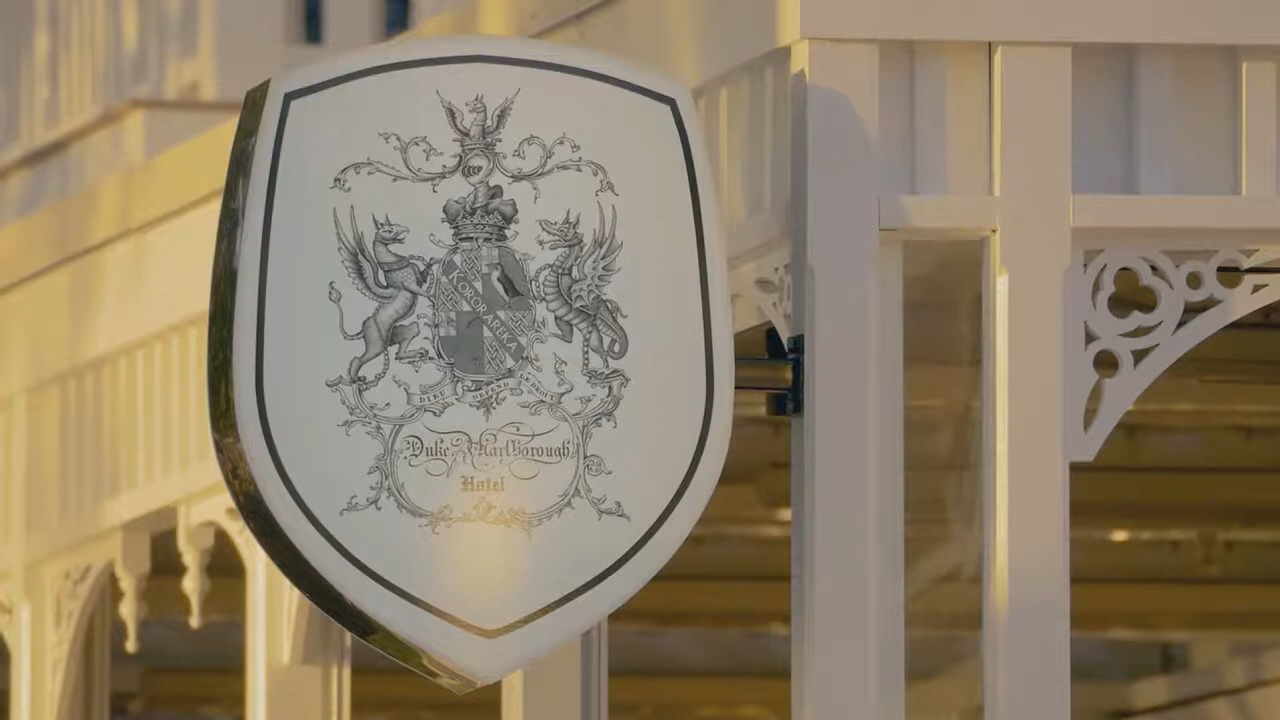 KORORAREKA
DIEU DEFEND LE DROIT
Duke of Marlborough
Hotel